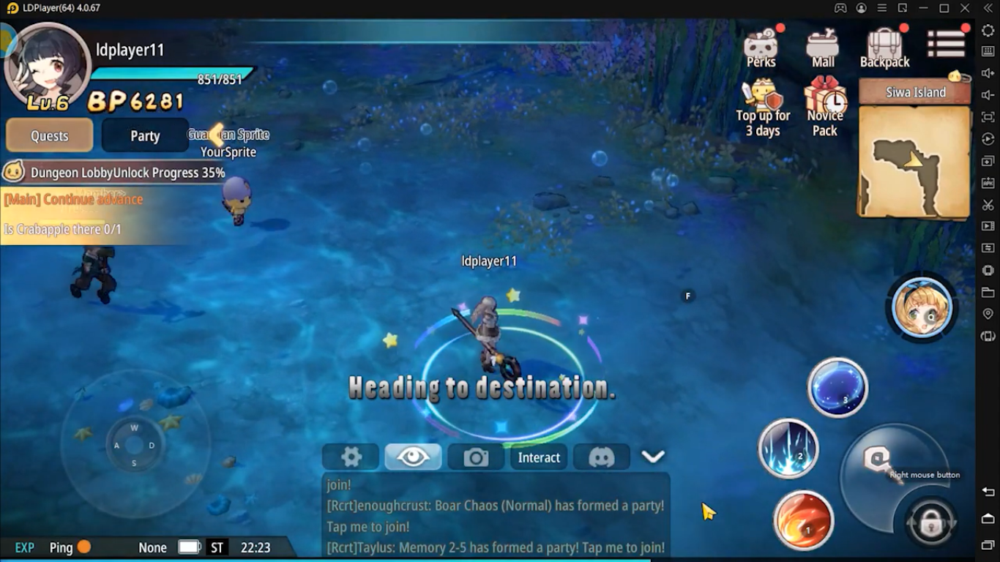 LDPlayer(64) 4.0.67
ldplayer11
851/851
Lv.6
BP 6281
Perks
Mall
Backpack
Top up for
3 days
Novice
Pack
Siwa Island
Quests
Party
Guardian Sprite
YourSprite
Dungeon LobbyUnlock Progress 35%
[Main] Continue advance
Is Crabapple there 0/1
ldplayer11
F
Heading to destination.
W
A
D
S
3
2
1
Right mouse button
Interact
join!
[Rcrt]enoughcrust: Boar Chaos (Normal) has formed a party!
Tap me to join!
[Rcrt]Taylus: Memory 2-5 has formed a party! Tap me to join!
EXP
Ping
None
ST
22:23